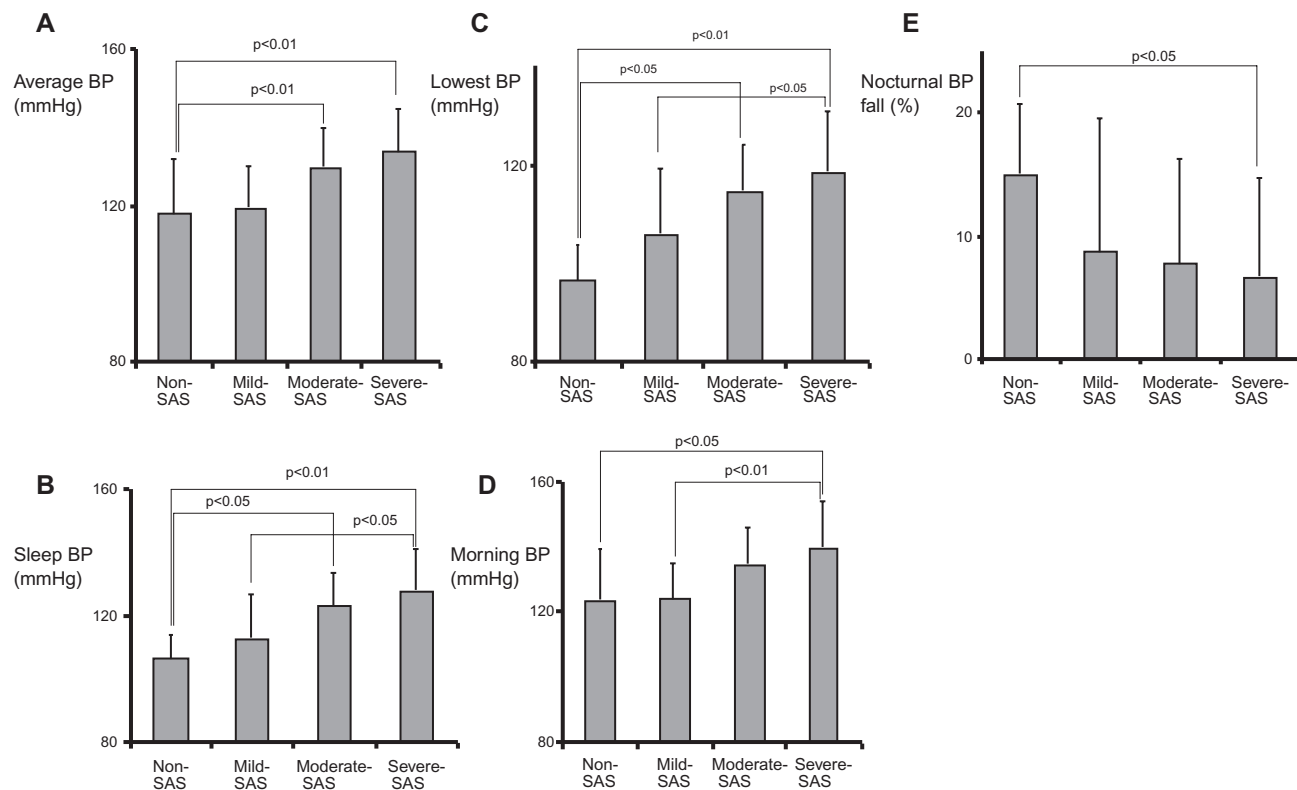 A
160
p<0.01
Average BP
(mmHg)
p<0.01
120
80
Non-
SAS
Mild-
SAS
Moderate-
SAS
Severe-
SAS
C
p<0.01
Lowest BP
(mmHg)
p<0.05
p<0.05
120
80
Non-
SAS
Mild-
SAS
Moderate-
SAS
Severe-
SAS
E
p<0.05
Nocturnal BP
fall (%)
20
10
0
Non-
SAS
Mild-
SAS
Moderate-
SAS
Severe-
SAS
B
160
p<0.01
p<0.05
p<0.05
Sleep BP
(mmHg)
120
80
Non-
SAS
Mild-
SAS
Moderate-
SAS
Severe-
SAS
D
p<0.05
160
p<0.01
Morning BP
(mmHg)
120
80
Non-
SAS
Mild-
SAS
Moderate-
SAS
Severe-
SAS